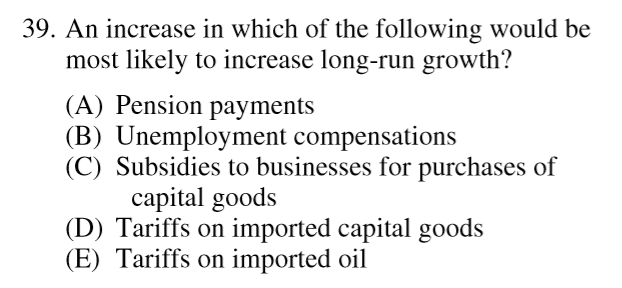 39. An increase in which of the following would be
most likely to increase long-run growth?
(A) Pension payments
(B) Unemployment compensations
(C) Subsidies to businesses for purchases of
capital goods
(D) Tariffs on imported capital goods
(E) Tariffs on imported oil